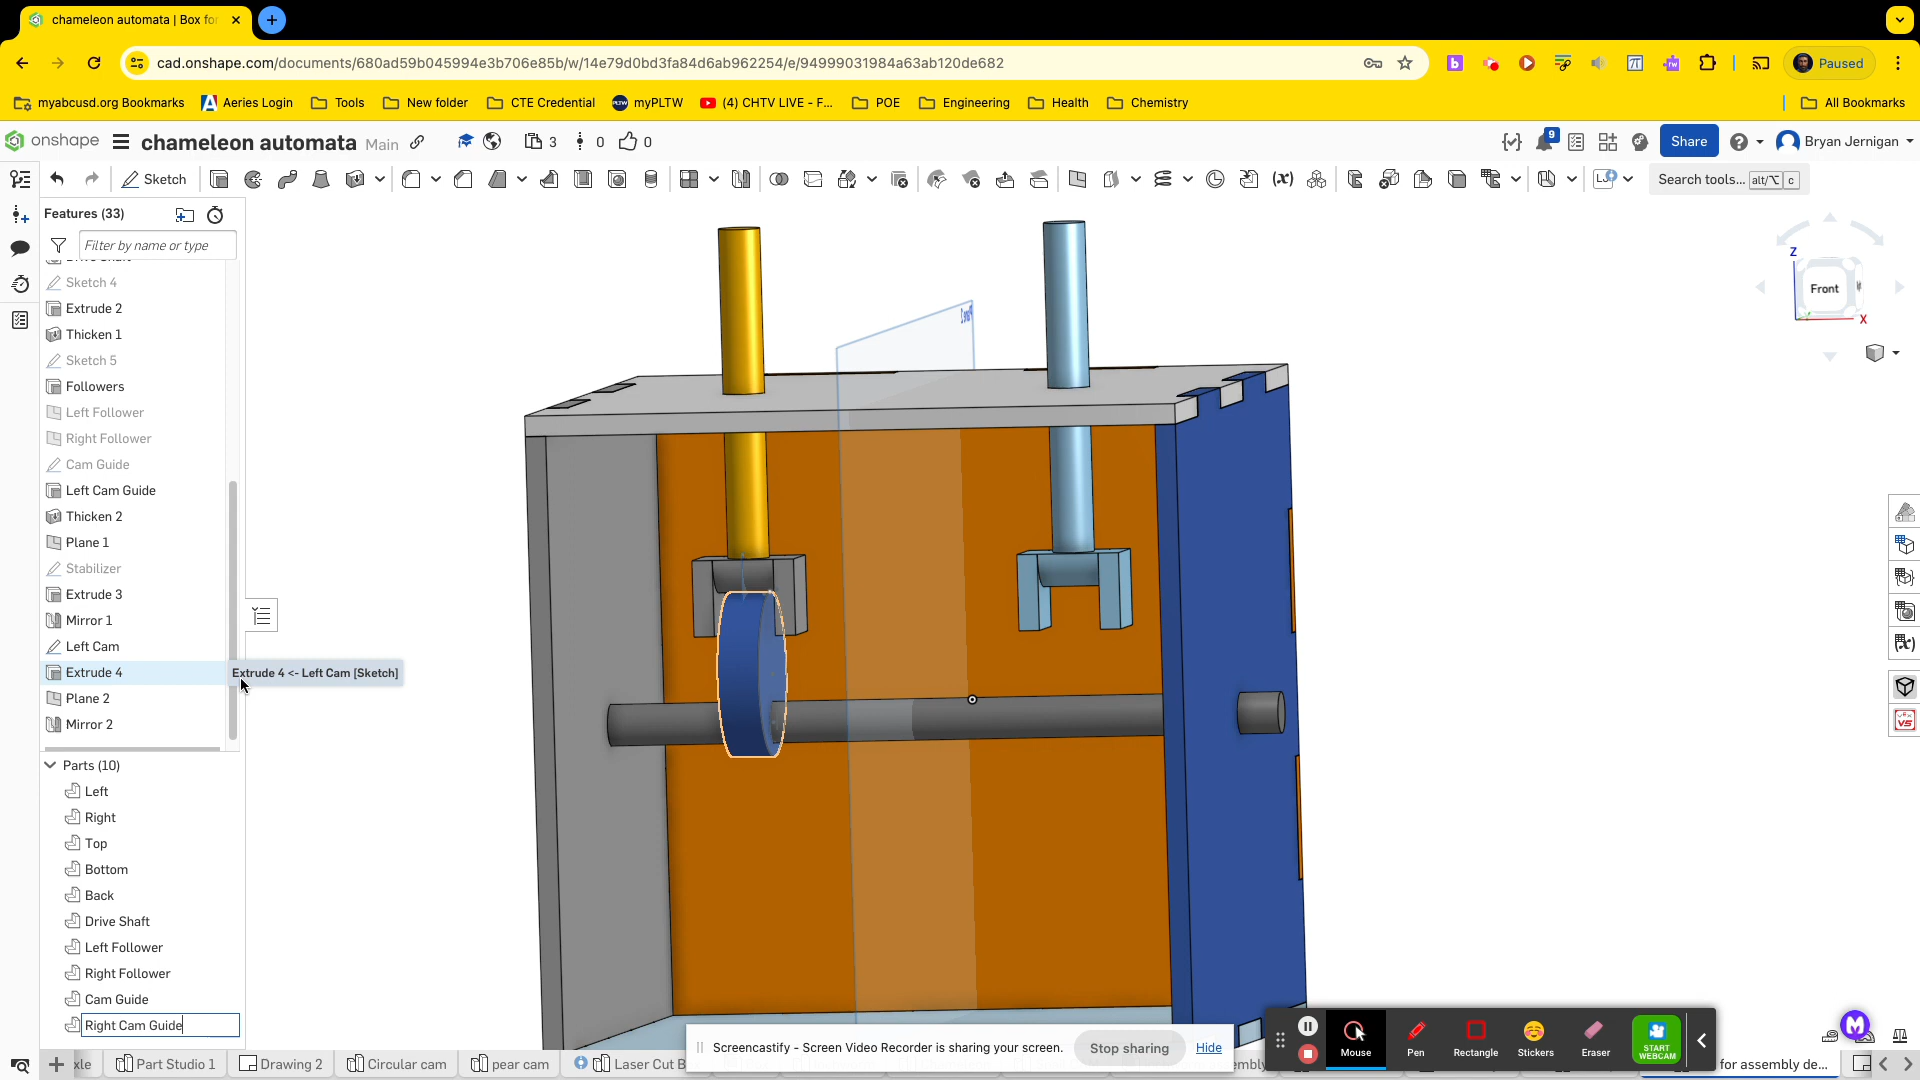 chameleon automata | Box fo
cad.onshape.com/documents/680ad59b045994e3b706e85b/w/14e79d0bd3fa84d6ab962254/e/94999031984a63ab120de682
Paused
myabcusd.org Bookmarks
Aeries Login
Tools
New folder
CTE Credential
myPLTW
(4) CHTV LIVE - F...
POE
Engineering
Health
Chemistry
All Bookmarks
onshape
chameleon automata Main
3
0
0
9
Share
Bryan Jernigan
Sketch
Search tools... alt/⌥ c
Features (33)
Filter by name or type
Sketch 4
Extrude 2
Thicken 1
Sketch 5
Followers
Left Follower
Right Follower
Cam Guide
Left Cam Guide
Thicken 2
Plane 1
Stabilizer
Extrude 3
Mirror 1
Left Cam
Extrude 4
Extrude 4 <- Left Cam [Sketch]
Plane 2
Mirror 2
Parts (10)
Left
Right
Top
Bottom
Back
Drive Shaft
Left Follower
Right Follower
Cam Guide
Right Cam Guide
Z
Front
X
Screencastify - Screen Video Recorder is sharing your screen.
Stop sharing
Hide
Mouse
Pen
Rectangle
Stickers
Eraser
START
WEBCAM
xle
Part Studio 1
Drawing 2
Circular cam
pear cam
Laser Cut B
embly
for assembly de...